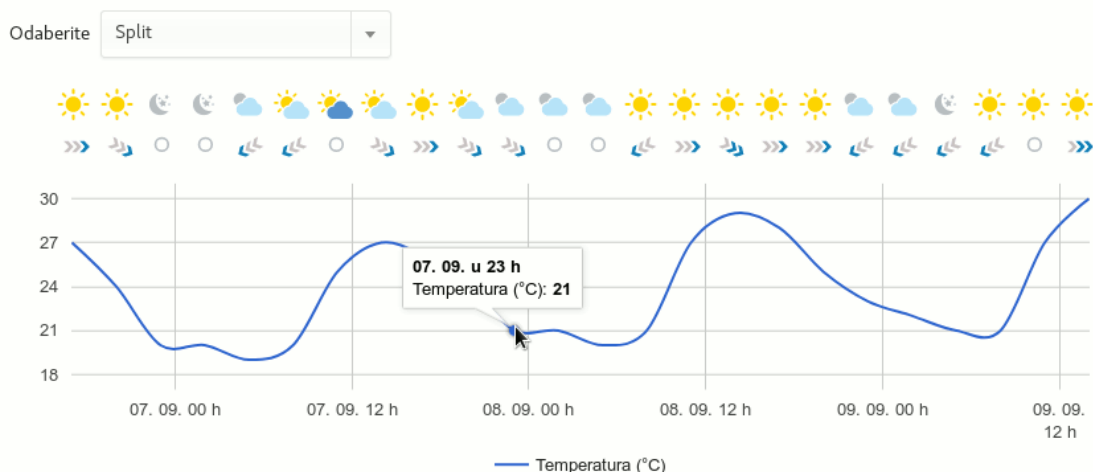 Odaberite Split
30
27
24
21
18
07. 09. u 23 h
Temperatura (°C): 21
07. 09. 00 h 07. 09. 12 h 08. 09. 00 h 08. 09. 12 h 09. 09. 00 h 09. 09.
12 h
Temperatura (°C)